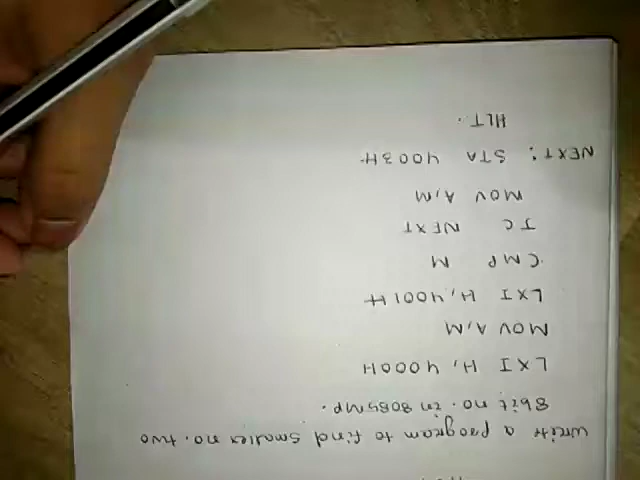 write a program to find smaller no. two
8bit no. in 8085MP.
LXI H, 4000H
MOV A,M
LXI H, 4001H
CMP M
JC NEXT
MOV A,M
NEXT: STA 4003H
HLT.